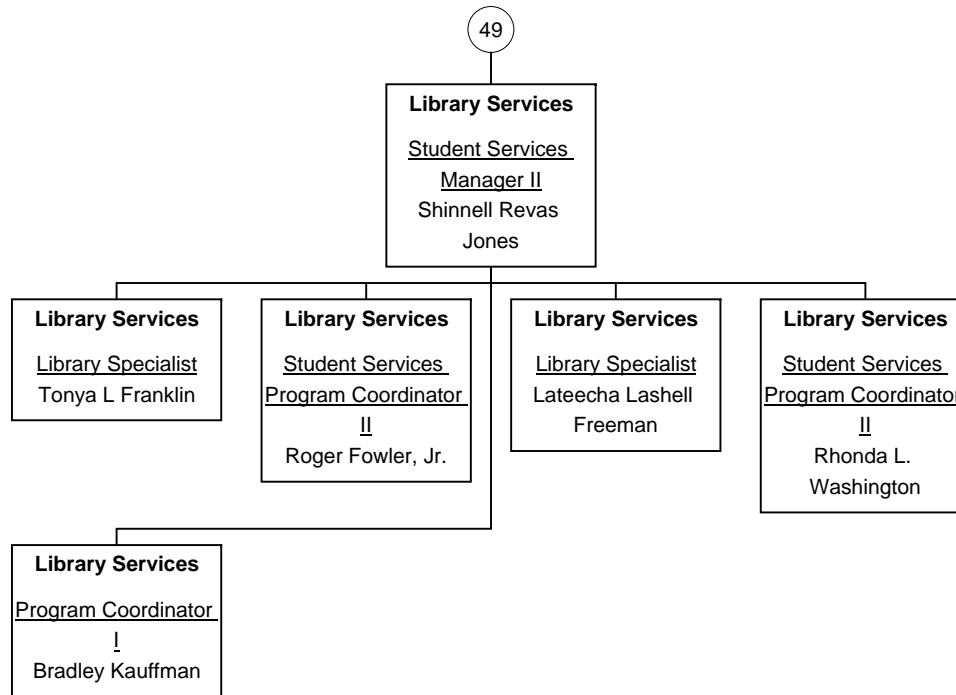 49
Library Services
Student Services
Manager II
Shinnell Revas
Jones
Library Services
Library Specialist
Tonya L Franklin
Library Services
Student Services
Program Coordinator
II
Roger Fowler, Jr.
Library Services
Library Specialist
Lateecha Lashell
Freeman
Library Services
Student Services
Program Coordinator
II
Rhonda L.
Washington
Library Services
Program Coordinator
I
Bradley Kauffman